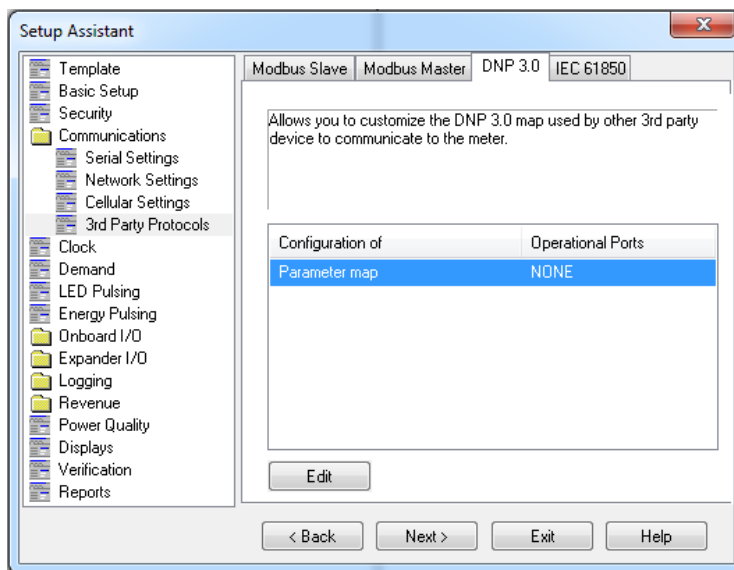 Setup Assistant
Template
Basic Setup
Security
Communications
Serial Settings
Network Settings
Cellular Settings
3rd Party Protocols
Clock
Demand
LED Pulsing
Energy Pulsing
Onboard I/O
Expander I/O
Logging
Revenue
Power Quality
Displays
Verification
Reports
Modbus Slave Modbus Master DNP 3.0 IEC 61850
Allows you to customize the DNP 3.0 map used by other 3rd party
device to communicate to the meter.
Configuration of Operational Ports
Parameter map NONE
Edit
< Back Next > Exit Help